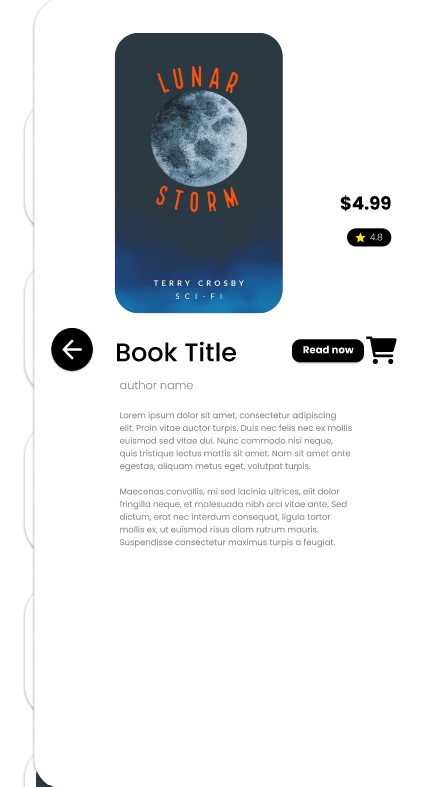 LUNAR
STORM
TERRY CROSBY
SCI-FI
$4.99
4.8
Book Title
Read now
author name
Lorem ipsum dolor sit amet, consectetur adipiscing
elit. Proin vitae auctor turpis. Duis nec felis nec ex mollis
euismod sed vitae dui. Nunc commodo nisi neque,
quis tristique lectus mattis sit amet. Nam sit amet ante
egestas, aliquam metus eget, volutpat turpis.
Maecenas convallis, mi sed lacinia ultrices, elit dolor
fringilla neque, et malesuada nibh orci vitae ante. Sed
dictum, erat nec interdum consequat, ligula tortor
mollis ex, ut euismod risus diam rutrum mauris.
Suspendisse consectetur maximus turpis a feugiat.